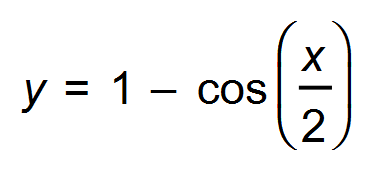 y = 1 – cos(x/2)